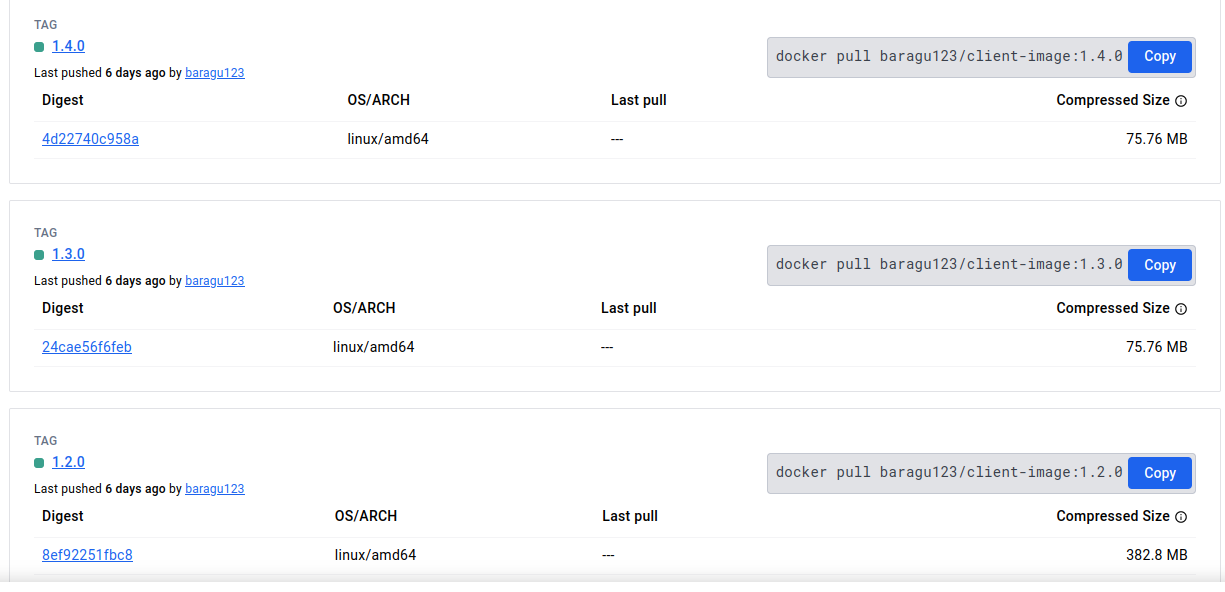 TAG
1.4.0
docker pull baragu123/client-image:1.4.0 Copy
Last pushed 6 days ago by baragu123
Digest OS/ARCH Last pull Compressed Size
4d22740c958a linux/amd64 --- 75.76 MB
TAG
1.3.0
docker pull baragu123/client-image:1.3.0 Copy
Last pushed 6 days ago by baragu123
Digest OS/ARCH Last pull Compressed Size
24cae56f6feb linux/amd64 --- 75.76 MB
TAG
1.2.0
docker pull baragu123/client-image:1.2.0 Copy
Last pushed 6 days ago by baragu123
Digest OS/ARCH Last pull Compressed Size
8ef92251fbc8 linux/amd64 --- 382.8 MB